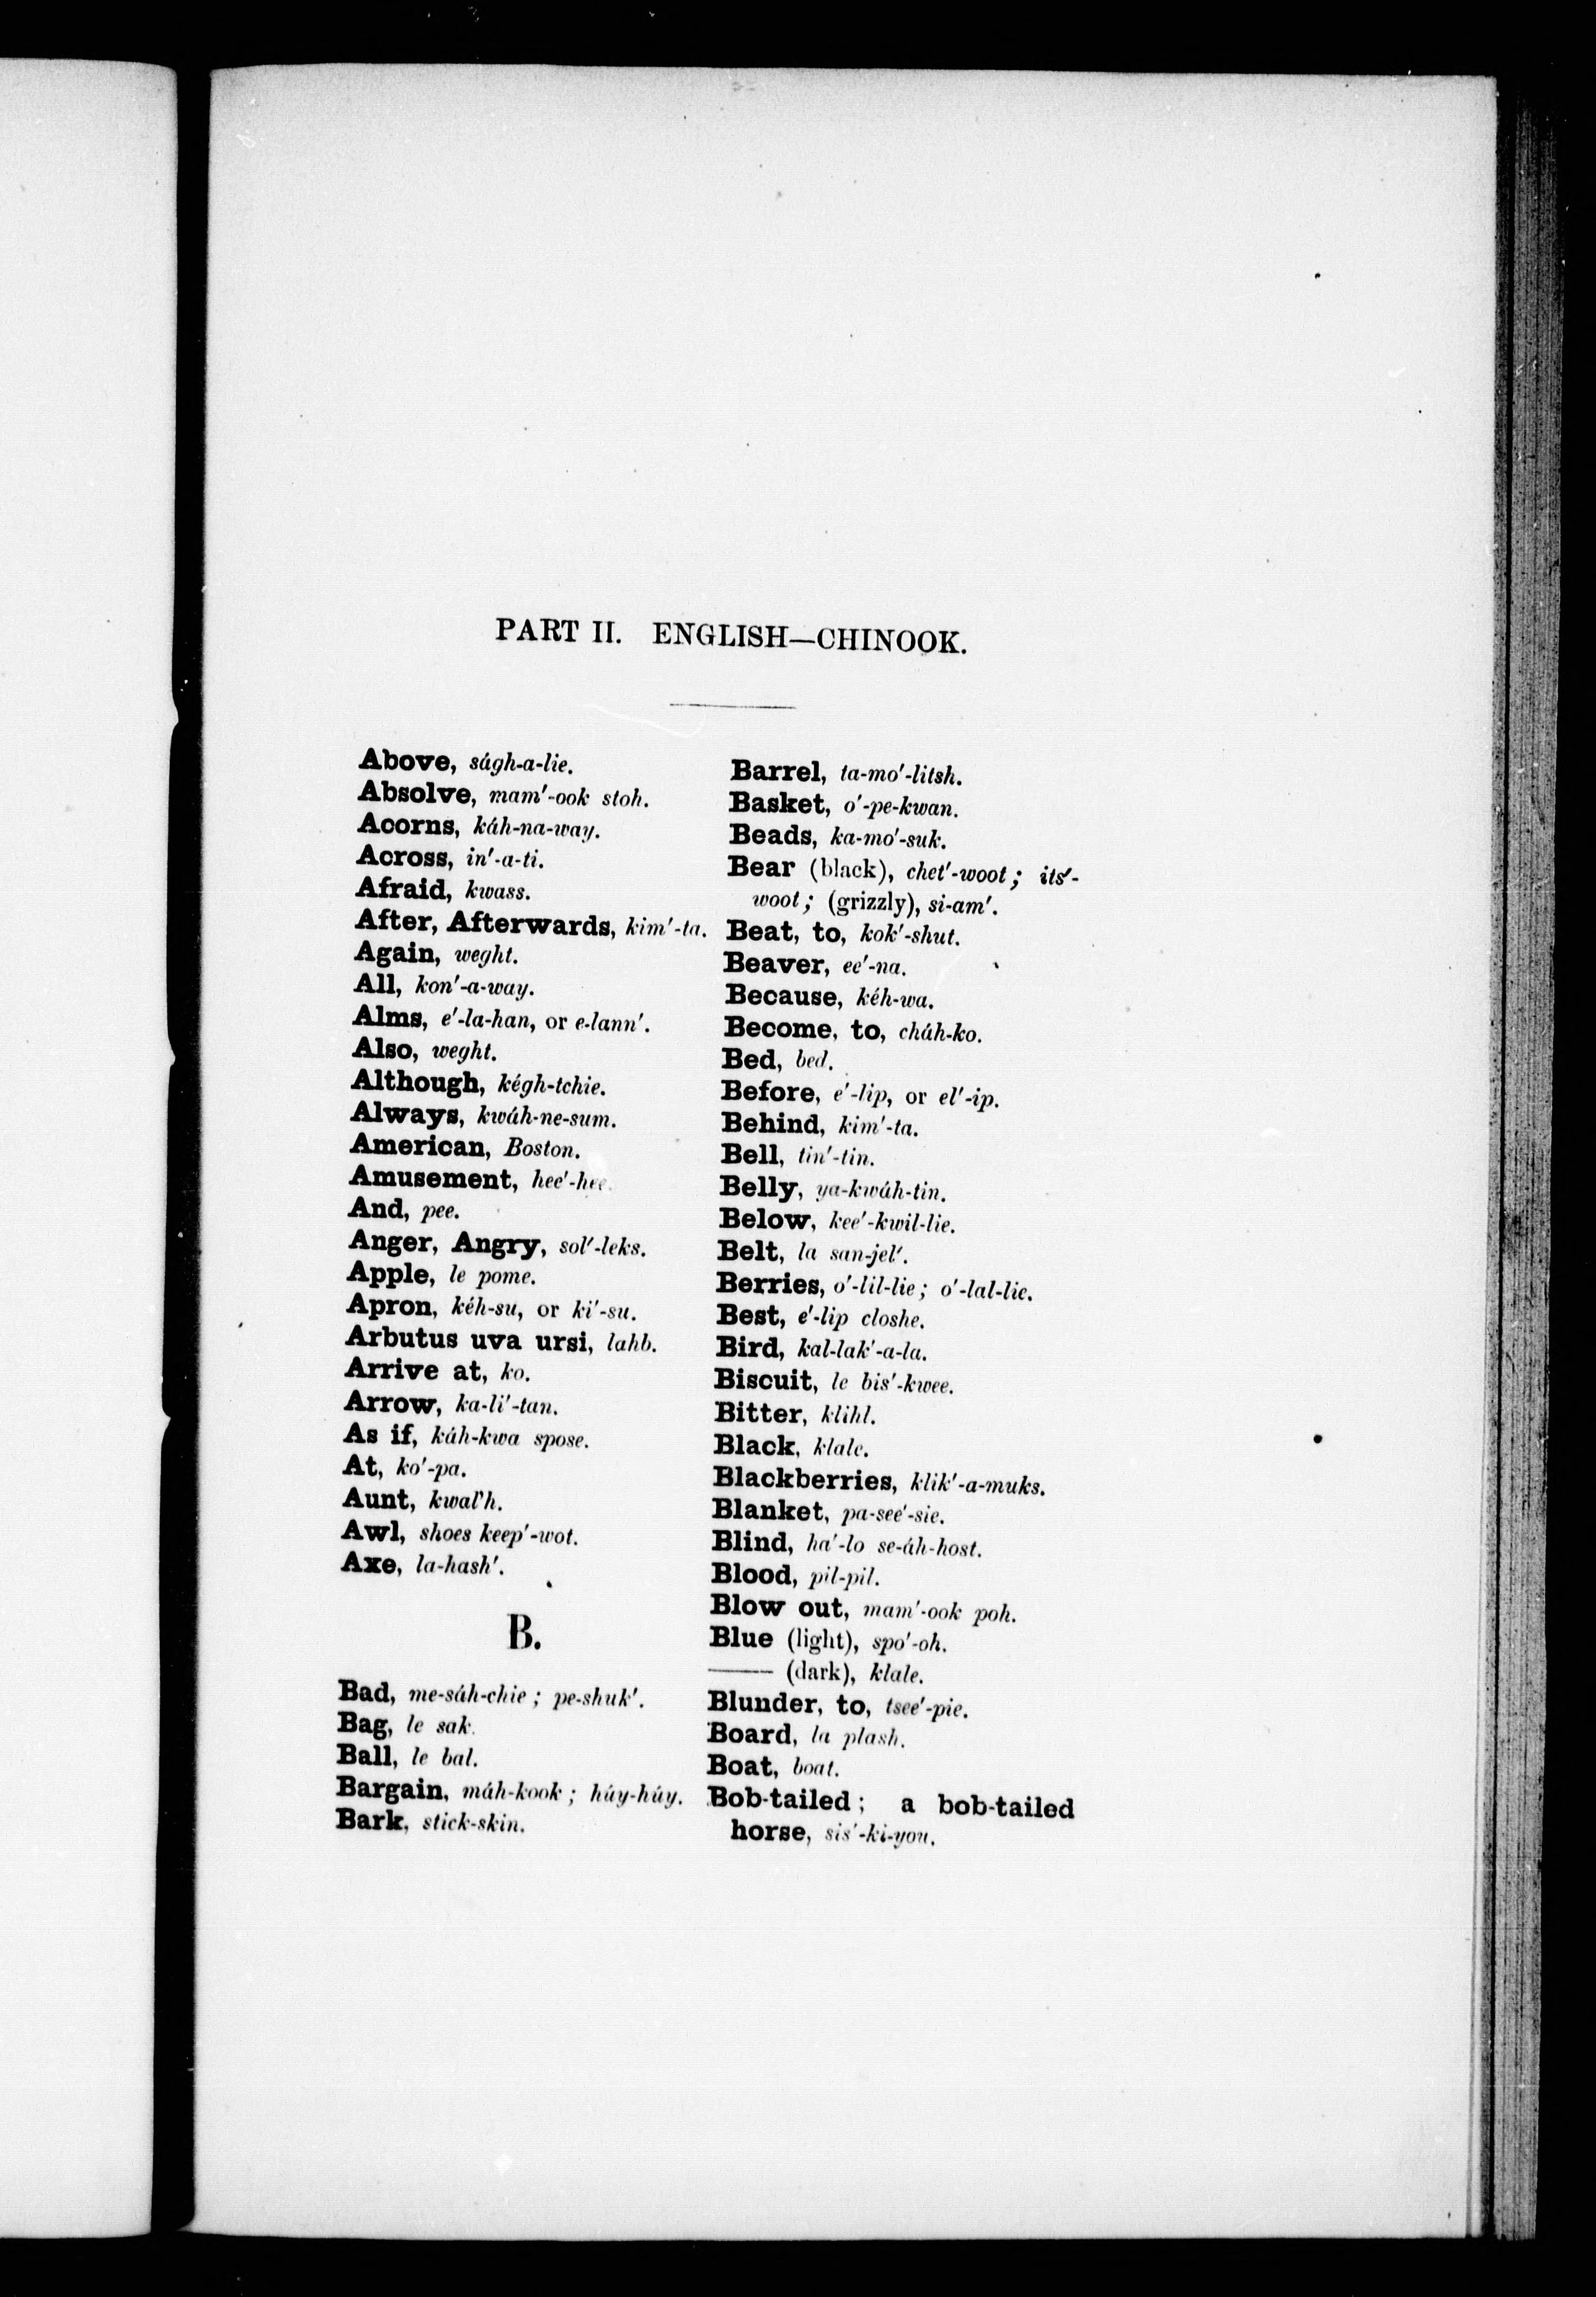 PART II. ENGLISH—CHINOOK.
Above, ságh-a-lie.
Absolve, mam'-ook stoh.
Acorns, káh-na-way.
Across, in'-a-ti.
Afraid, kwass.
After, Afterwards, kim'-ta.
Again, weght.
All, kon'-a-way.
Alms, e'-la-han, or e-lann'.
Also, weght.
Although, kégh-tchie.
Always, kwáh-ne-sum.
American, Boston.
Amusement, hee'-hee.
And, pee.
Anger, Angry, sol'-leks.
Apple, le pome.
Apron, kéh-su, or ki'-su.
Arbutus uva ursi, lahb.
Arrive at, ko.
Arrow, ka-li'-tan.
As if, káh-kwa spose.
At, ko'-pa.
Aunt, kwal'h.
Awl, shoes keep'-wot.
Axe, la-hash'.
B.
Bad, me-sáh-chie; pe-shuk'.
Bag, le sak.
Ball, le bal.
Bargain, máh-kook; húy-húy.
Bark, stick-skin.
Barrel, ta-mo'-litsh.
Basket, o'-pe-kwan.
Beads, ka-mo'-suk.
Bear (black), chet'-woot; its'-
woot; (grizzly), si-am'.
Beat, to, kok'-shut.
Beaver, ee'-na.
Because, kéh-wa.
Become, to, cháh-ko.
Bed, bed.
Before, e'-lip, or el'-ip.
Behind, kim'-ta.
Bell, tin'-tin.
Belly, ya-kwáh-tin.
Below, kee'-kwil-lie.
Belt, la san-jel'.
Berries, o'-lil-lie; o'-lal-lie.
Best, e'-lip closhe.
Bird, kal-lak'-a-la.
Biscuit, le bis'-kwee.
Bitter, klihl.
Black, klale.
Blackberries, klik'-a-muks.
Blanket, pa-see'-sie.
Blind, ha'-lo se-áh-host.
Blood, pil-pil.
Blow out, mam'-ook poh.
Blue (light), spo'-oh.
—— (dark), klale.
Blunder, to, tsee'-pie.
Board, la plash.
Boat, boat.
Bob-tailed; a bob-tailed
horse, sis'-ki-you.